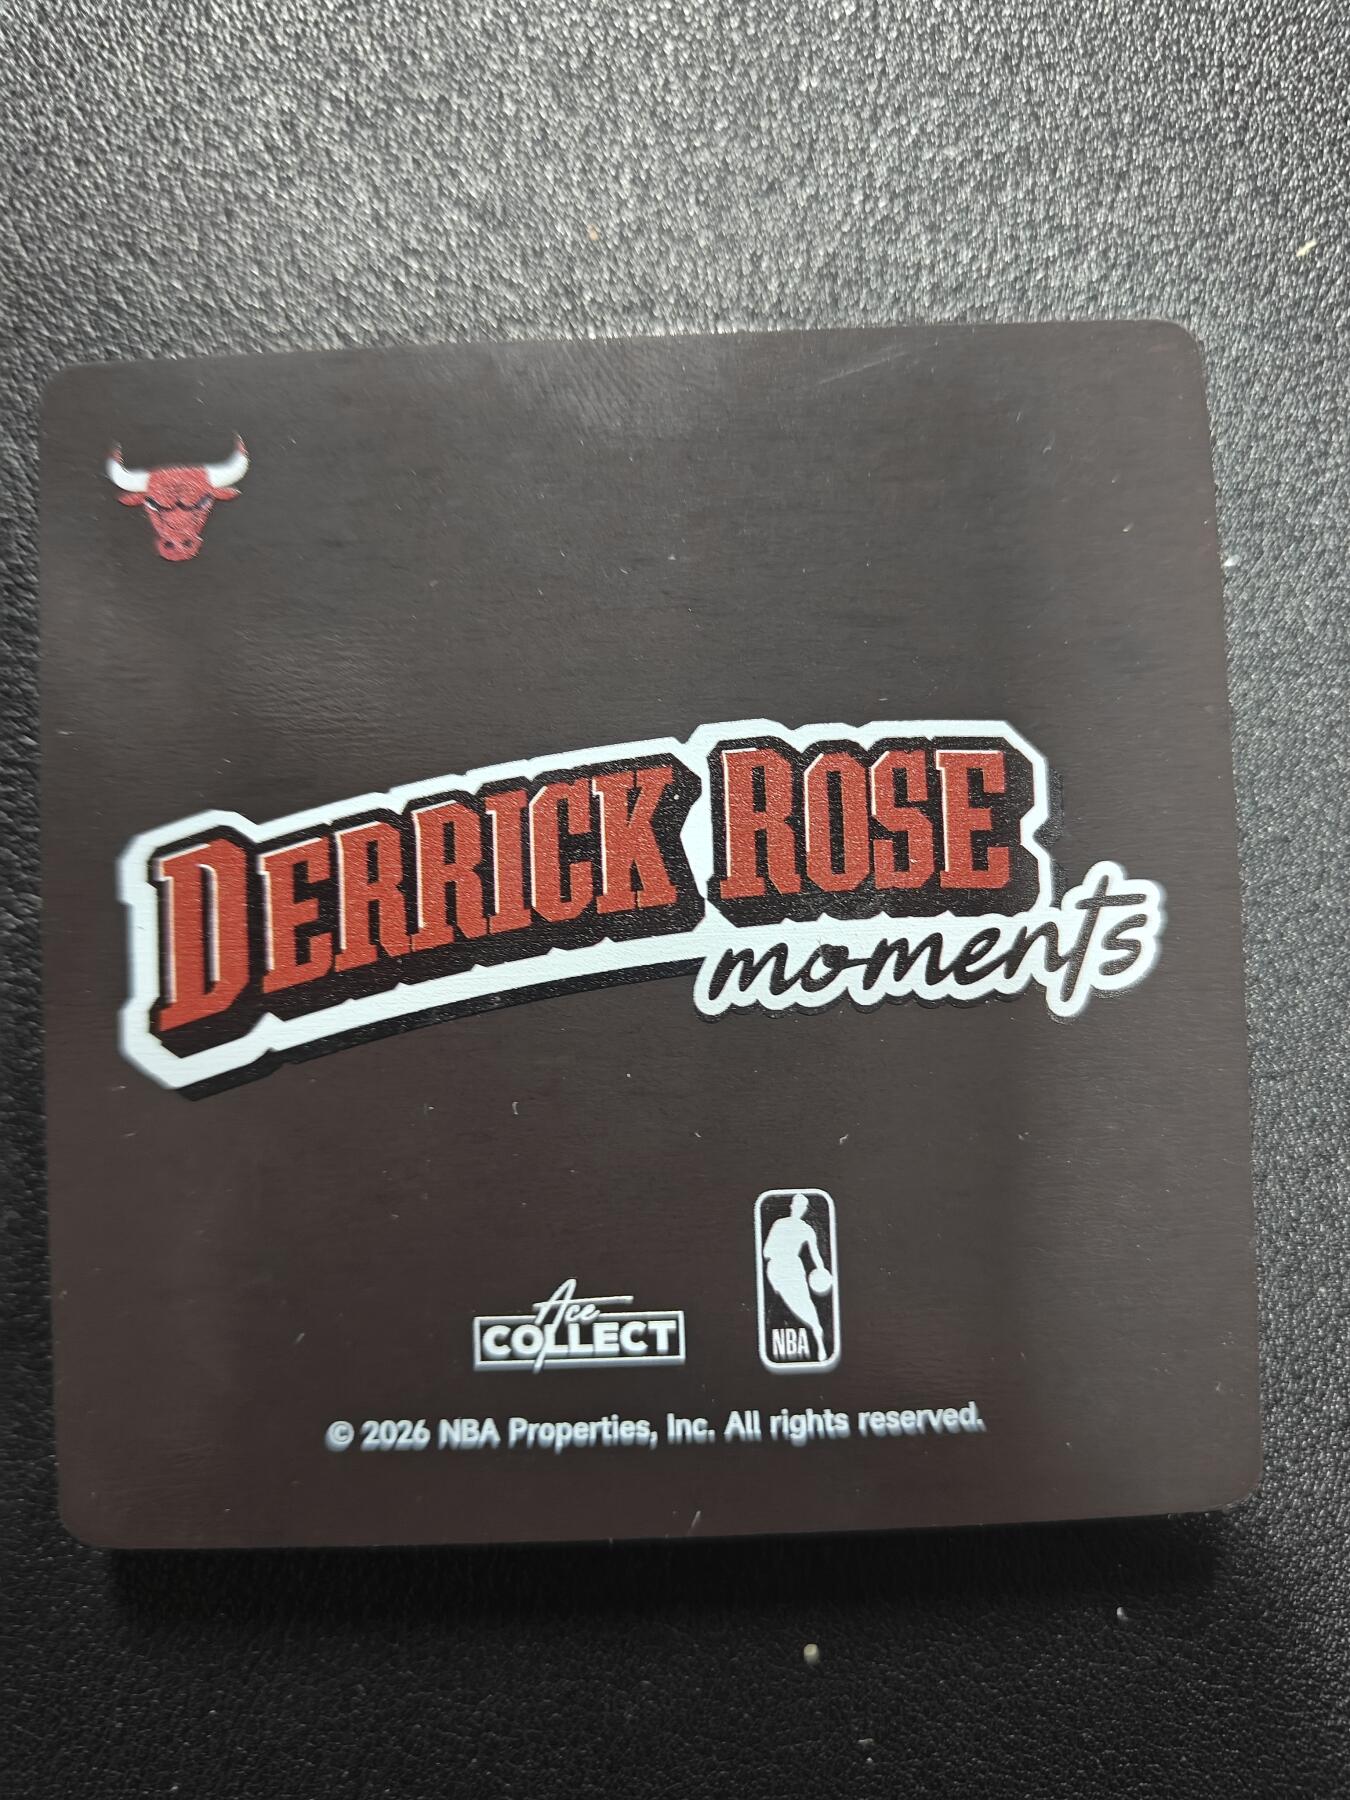 DERRICK ROSE
moments
Ace
COLLECT
NBA
© 2026 NBA Properties, Inc. All rights reserved.